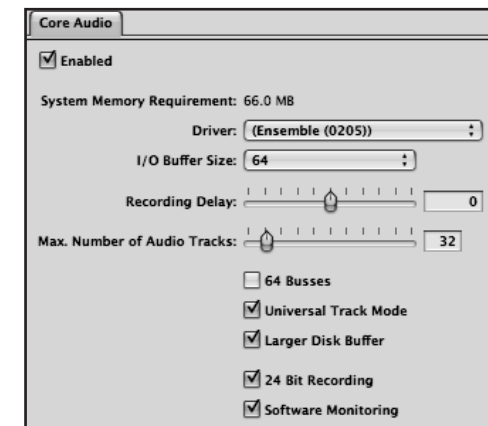 Core Audio
Enabled
System Memory Requirement: 66.0 MB
Driver: (Ensemble (0205))
I/O Buffer Size: 64
Recording Delay: 0
Max. Number of Audio Tracks: 32
64 Busses
Universal Track Mode
Larger Disk Buffer
24 Bit Recording
Software Monitoring